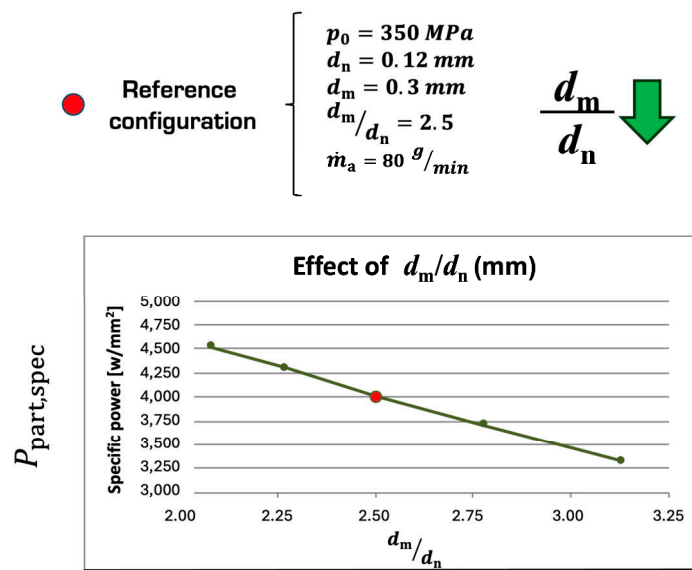 p₀ = 350 MPa
dₙ = 0.12 mm
dₘ = 0.3 mm
dₘ/dₙ = 2.5
ṁₐ = 80 g/min
Reference
configuration
dₘ
dₙ
Effect of dₘ/dₙ (mm)
P part,spec
Specific power [w/mm²]
5,000
4,750
4,500
4,250
4,000
3,750
3,500
3,250
3,000
2.00 2.25 2.50 2.75 3.00 3.25
dₘ/dₙ